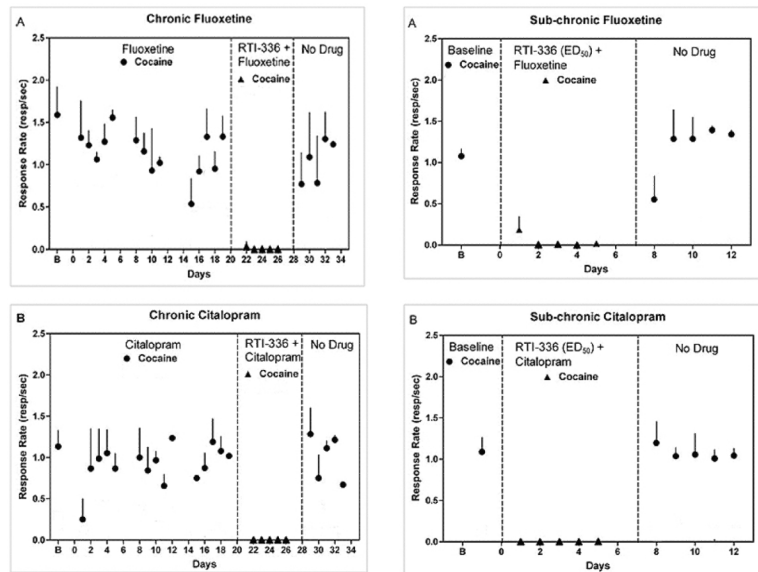 A
Chronic Fluoxetine
Fluoxetine
● Cocaine
RTI-336 +
Fluoxetine
▲ Cocaine
No Drug
Response Rate (resp/sec)
2.5
2.0
1.5
1.0
0.5
0.0
B 0 2 4 6 8 10 12 14 16 18 20 22 24 26 28 30 32 34
Days
A
Sub-chronic Fluoxetine
Baseline
● Cocaine
RTI-336 (ED₅₀) +
Fluoxetine
▲ Cocaine
No Drug
Response Rate (resp/sec)
2.5
2.0
1.5
1.0
0.5
0.0
B 0 2 4 6 8 10 12
Days
B
Chronic Citalopram
Citalopram
● Cocaine
RTI-336 +
Citalopram
▲ Cocaine
No Drug
Response Rate (resp/sec)
2.5
2.0
1.5
1.0
0.5
0.0
B 0 2 4 6 8 10 12 14 16 18 20 22 24 26 28 30 32 34
Days
B
Sub-chronic Citalopram
Baseline
● Cocaine
RTI-336 (ED₅₀) +
Citalopram
▲ Cocaine
No Drug
Response Rate (resp/sec)
2.5
2.0
1.5
1.0
0.5
0.0
B 0 2 4 6 8 10 12
Days